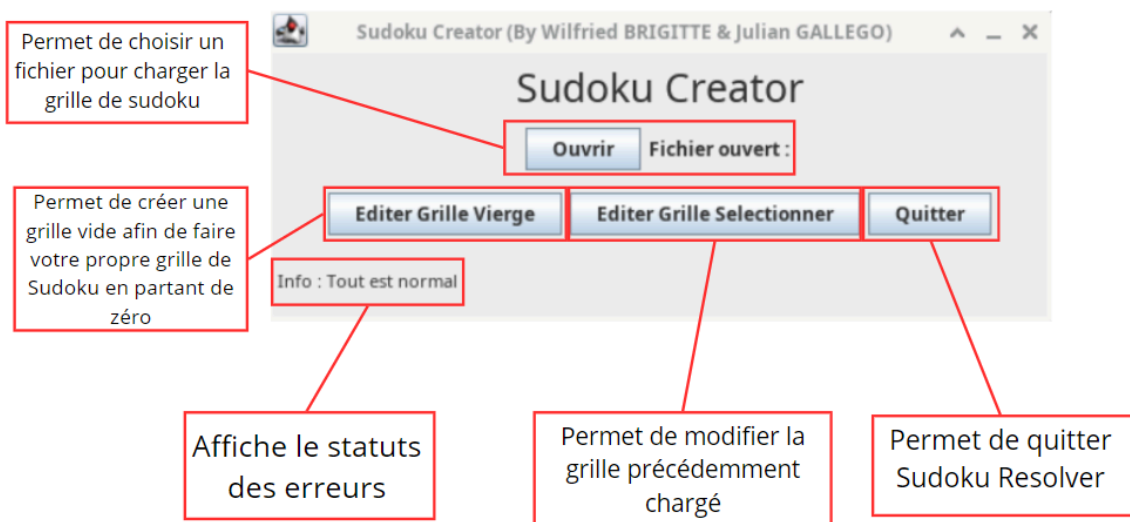 Permet de choisir un
fichier pour charger la
grille de sudoku
Sudoku Creator (By Wilfried BRIGITTE & Julian GALLEGO)
Sudoku Creator
Ouvrir
Fichier ouvert :
Permet de créer une
grille vide afin de faire
votre propre grille de
Sudoku en partant de
zéro
Editer Grille Vierge
Editer Grille Selectionner
Quitter
Info : Tout est normal
Affiche le statuts
des erreurs
Permet de modifier la
grille précédemment
chargé
Permet de quitter
Sudoku Resolver